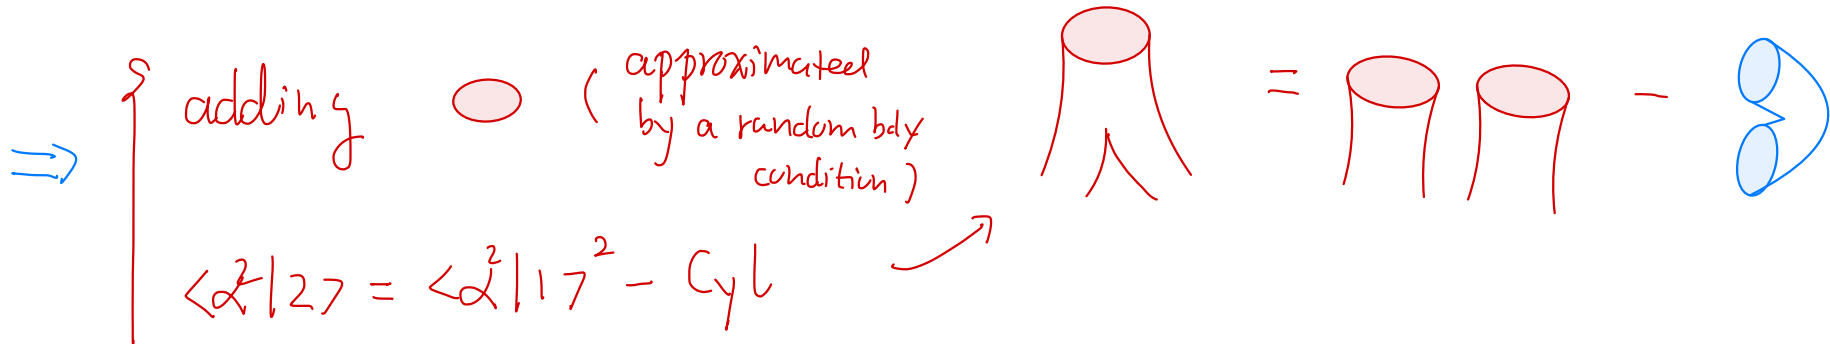 ⇒ { adding ( approximated
by a random bdy
condition )
= -
<α²|2> = <α²|1>² - Cyl